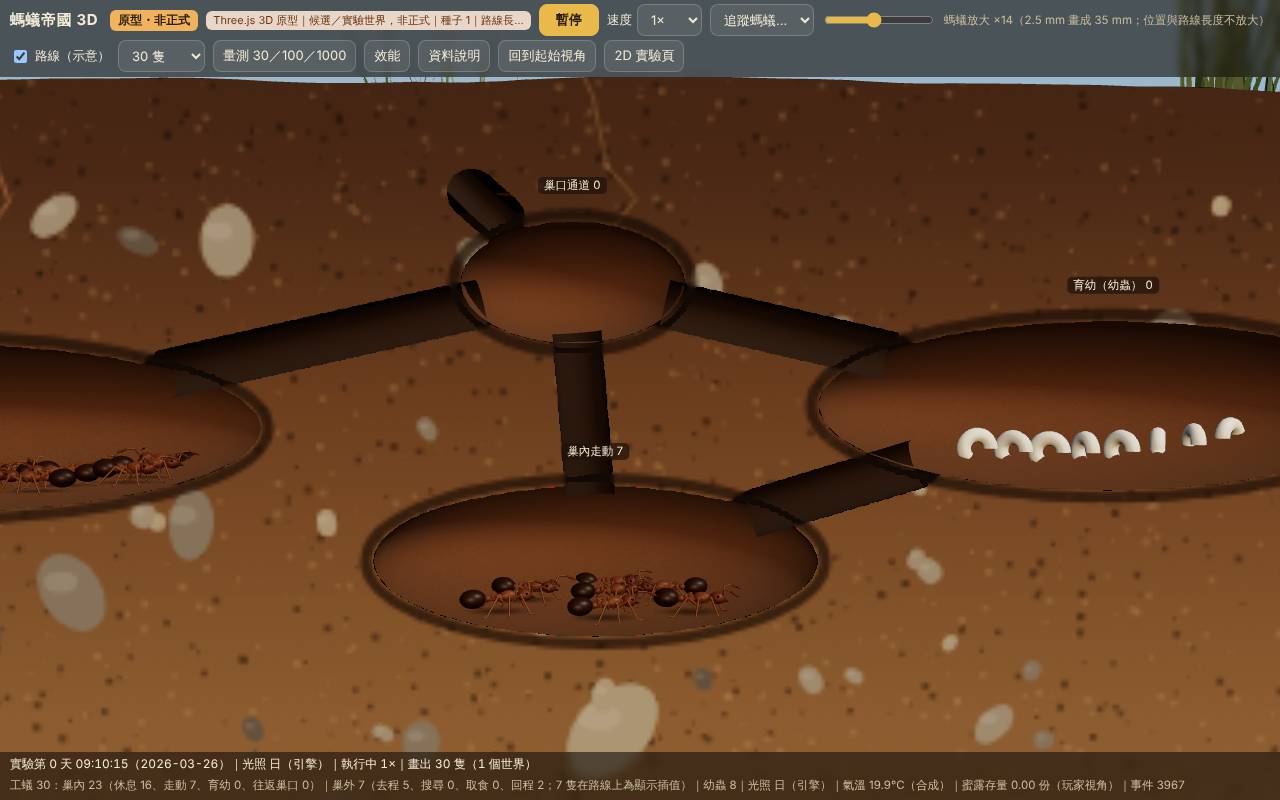 螞蟻帝國 3D 原型・非正式 Three.js 3D 原型｜候選／實驗世界，非正式｜種子 1｜路線長… 暫停 速度 1× 追蹤螞蟻… 螞蟻放大 ×14（2.5 mm 畫成 35 mm；位置與路線長度不放大）
路線（示意） 30 隻 量測 30／100／1000 效能 資料說明 回到起始視角 2D 實驗頁
巢口通道 0
育幼（幼蟲） 0
巢內走動 7
實驗第 0 天 09:10:15（2026-03-26）｜光照 日（引擎）｜執行中 1×｜畫出 30 隻（1 個世界）
工蟻 30：巢內 23（休息 16、走動 7、育幼 0、往返巢口 0）｜巢外 7（去程 5、搜尋 0、取食 0、回程 2；7 隻在路線上為顯示插值）｜幼蟲 8｜光照 日（引擎）｜氣溫 19.9°C（合成）｜蜜露存量 0.00 份（玩家視角）｜事件 3967